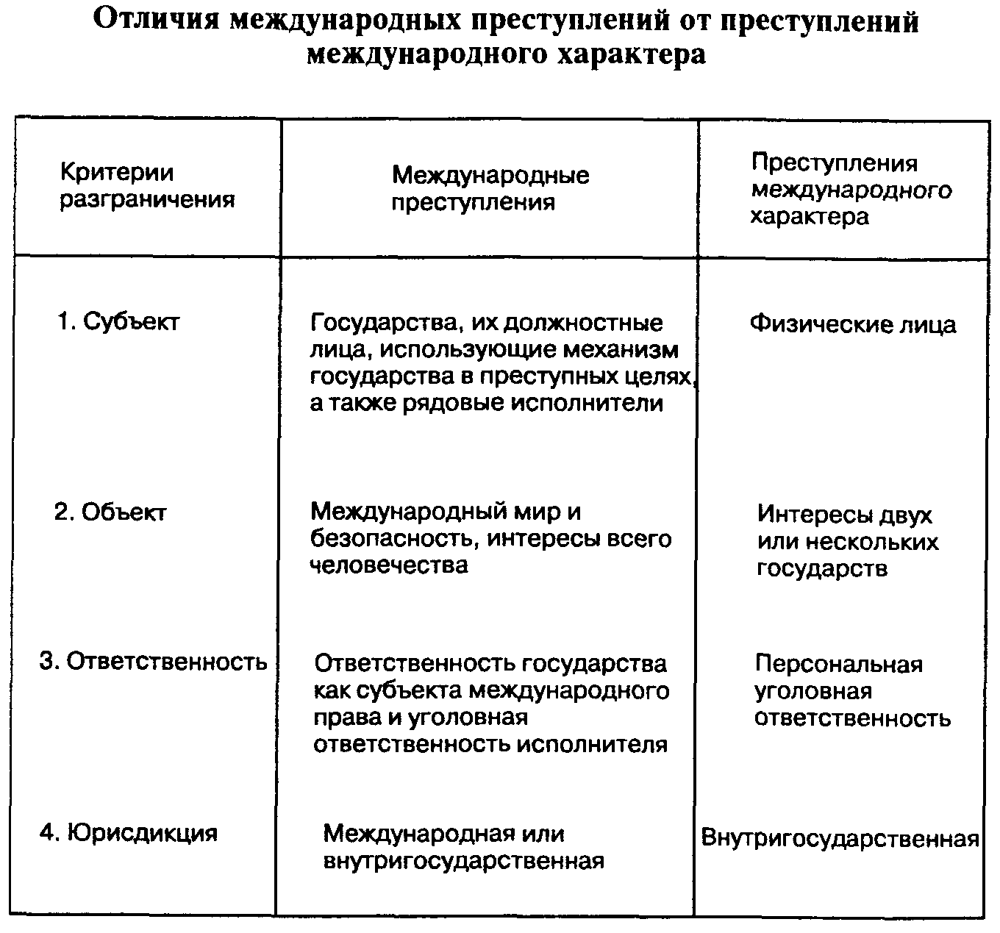 Отличия международных преступлений от преступлений
международного характера
Критерии
разграничения
Международные
преступления
Преступления
международного
характера
1. Субъект
Государства, их должностные
лица, использующие механизм
государства в преступных целях,
а также рядовые исполнители
Физические лица
2. Объект
Международный мир и
безопасность, интересы всего
человечества
Интересы двух
или нескольких
государств
3. Ответственность
Ответственность государства
как субъекта международного
права и уголовная
ответственность исполнителя
Персональная
уголовная
ответственность
4. Юрисдикция
Международная или
внутригосударственная
Внутригосударственная